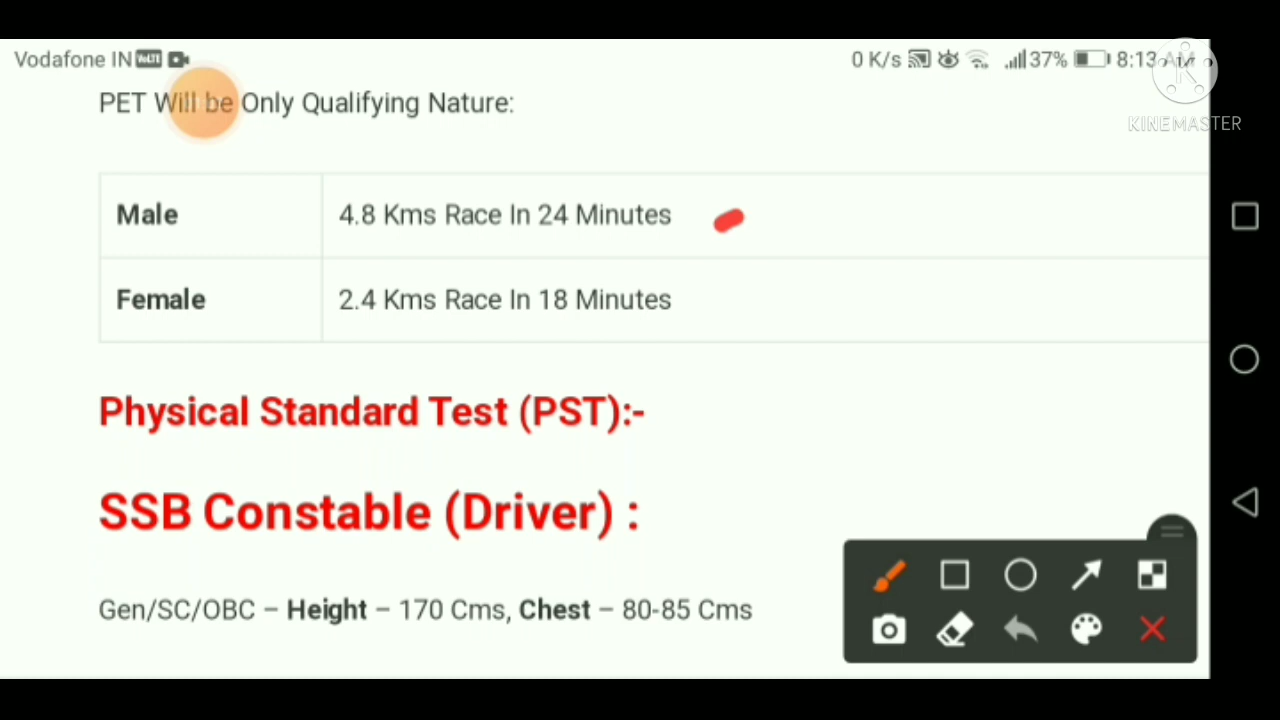 Vodafone IN VoLTE 0 K/s 37% 8:13 AM
KINEMASTER
PET Will be Only Qualifying Nature:
Male 4.8 Kms Race In 24 Minutes
Female 2.4 Kms Race In 18 Minutes
Physical Standard Test (PST):-
SSB Constable (Driver) :
Gen/SC/OBC – Height – 170 Cms, Chest – 80-85 Cms